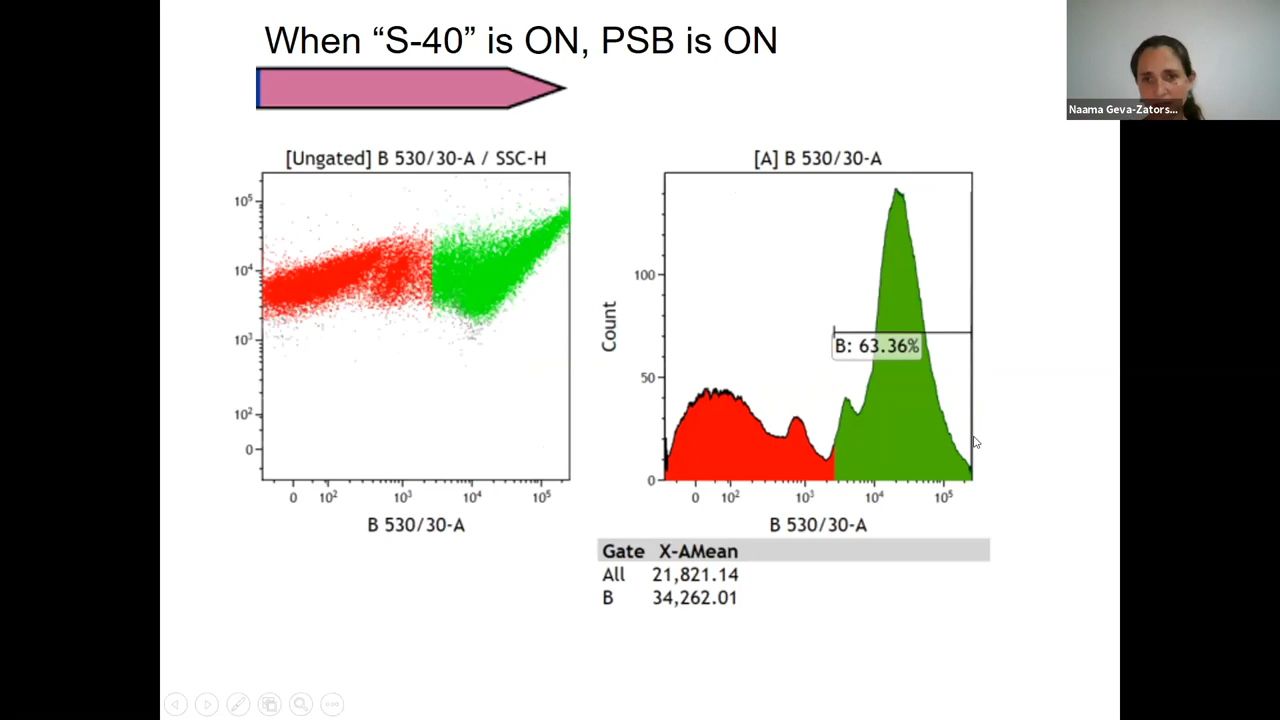 When “S-40” is ON, PSB is ON
Naama Geva-Zators...
[Ungated] B 530/30-A / SSC-H
10⁵
10⁴
10³
10²
0
0 10² 10³ 10⁴ 10⁵
B 530/30-A
[A] B 530/30-A
Count
100
50
0
B: 63.36%
0 10² 10³ 10⁴ 10⁵
B 530/30-A
Gate X-AMean
All 21,821.14
B 34,262.01